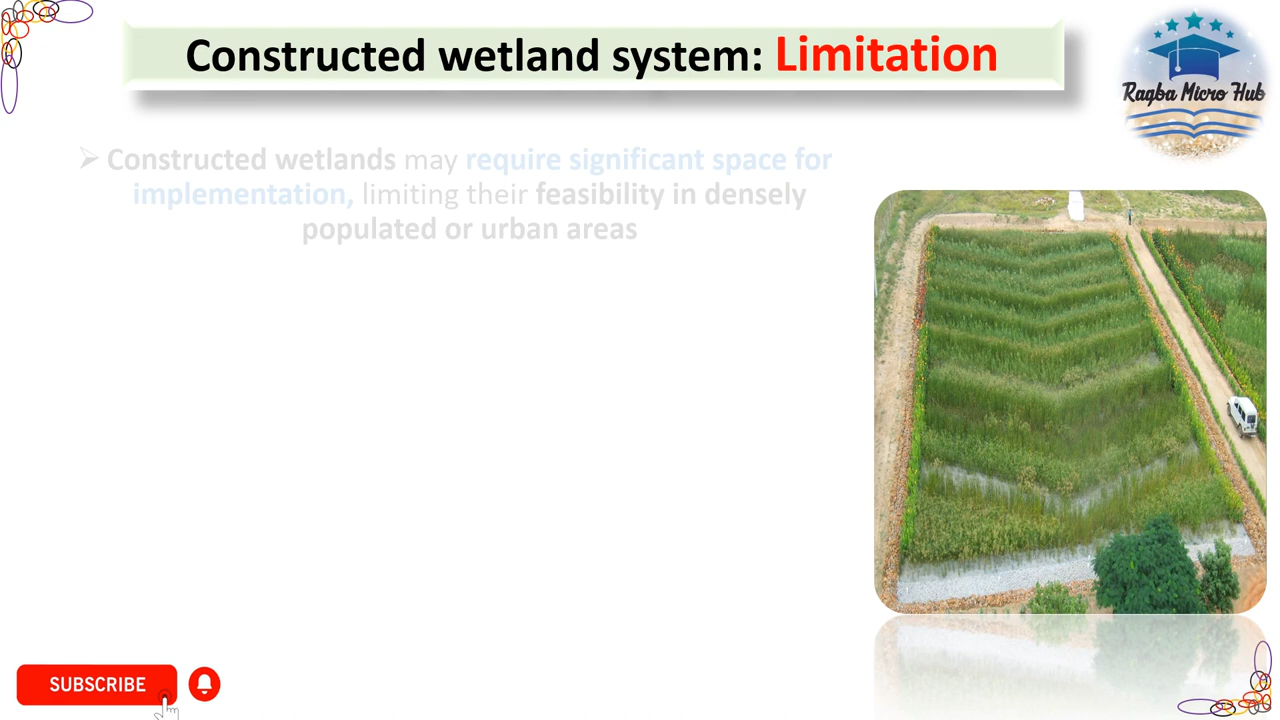 Constructed wetland system: Limitation
Ragba Micro Hub
➢ Constructed wetlands may require significant space for
implementation, limiting their feasibility in densely
populated or urban areas
SUBSCRIBE